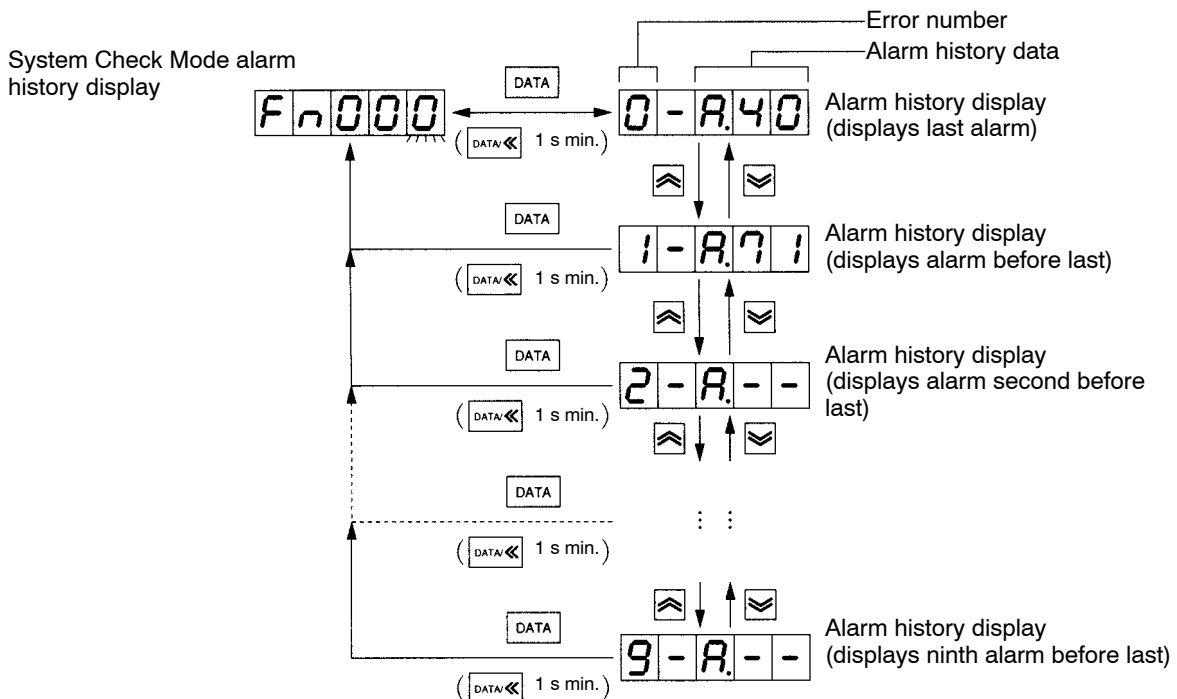 Error number
Alarm history data
System Check Mode alarm
history display
DATA
Fn000
0-A.40
Alarm history display
(displays last alarm)
( DATA/≪ 1 s min.)
DATA
1-A.71
Alarm history display
(displays alarm before last)
( DATA/≪ 1 s min.)
DATA
2-A.--
Alarm history display
(displays alarm second before
last)
( DATA/≪ 1 s min.)
DATA
( DATA/≪ 1 s min.)
DATA
9-A.--
Alarm history display
(displays ninth alarm before last)
( DATA/≪ 1 s min.)